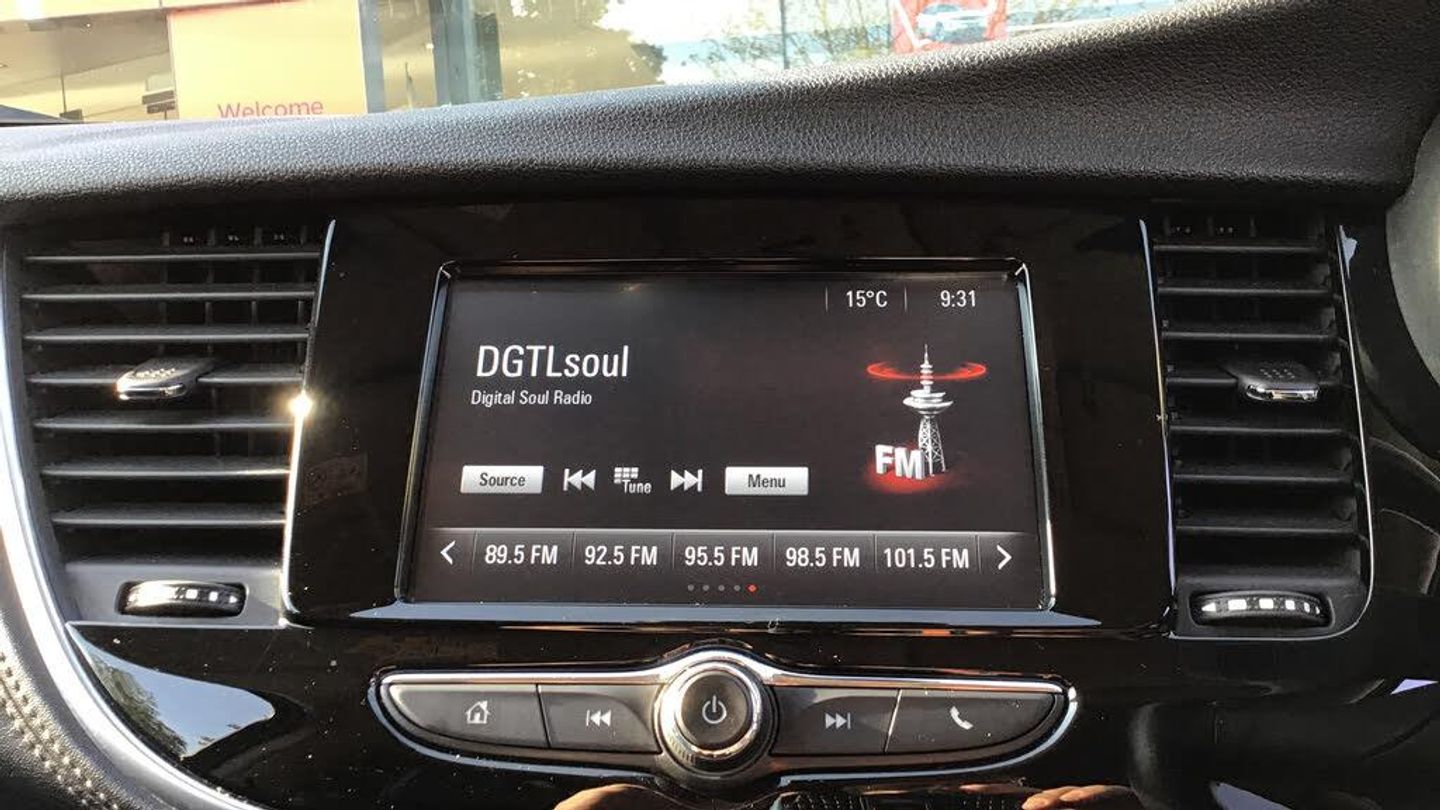 Welcome
15°C 9:31
DGTLsoul
Digital Soul Radio
FM
Source Tune Menu
89.5 FM 92.5 FM 95.5 FM 98.5 FM 101.5 FM